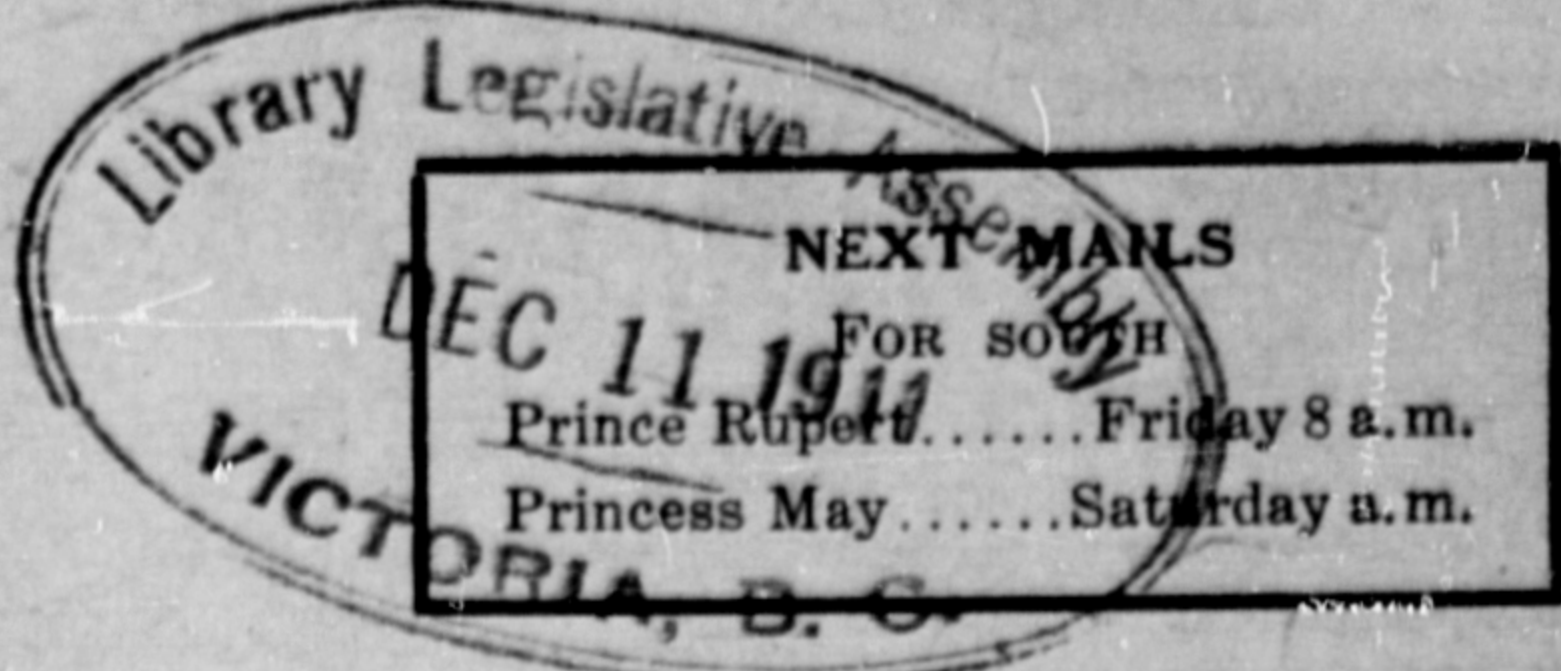 Library Legislative Assembly
DEC 11 1911
VICTORIA, B. C.
NEXT MAILS
FOR SOUTH
Prince Rupert......Friday 8 a.m.
Princess May......Saturday a.m.